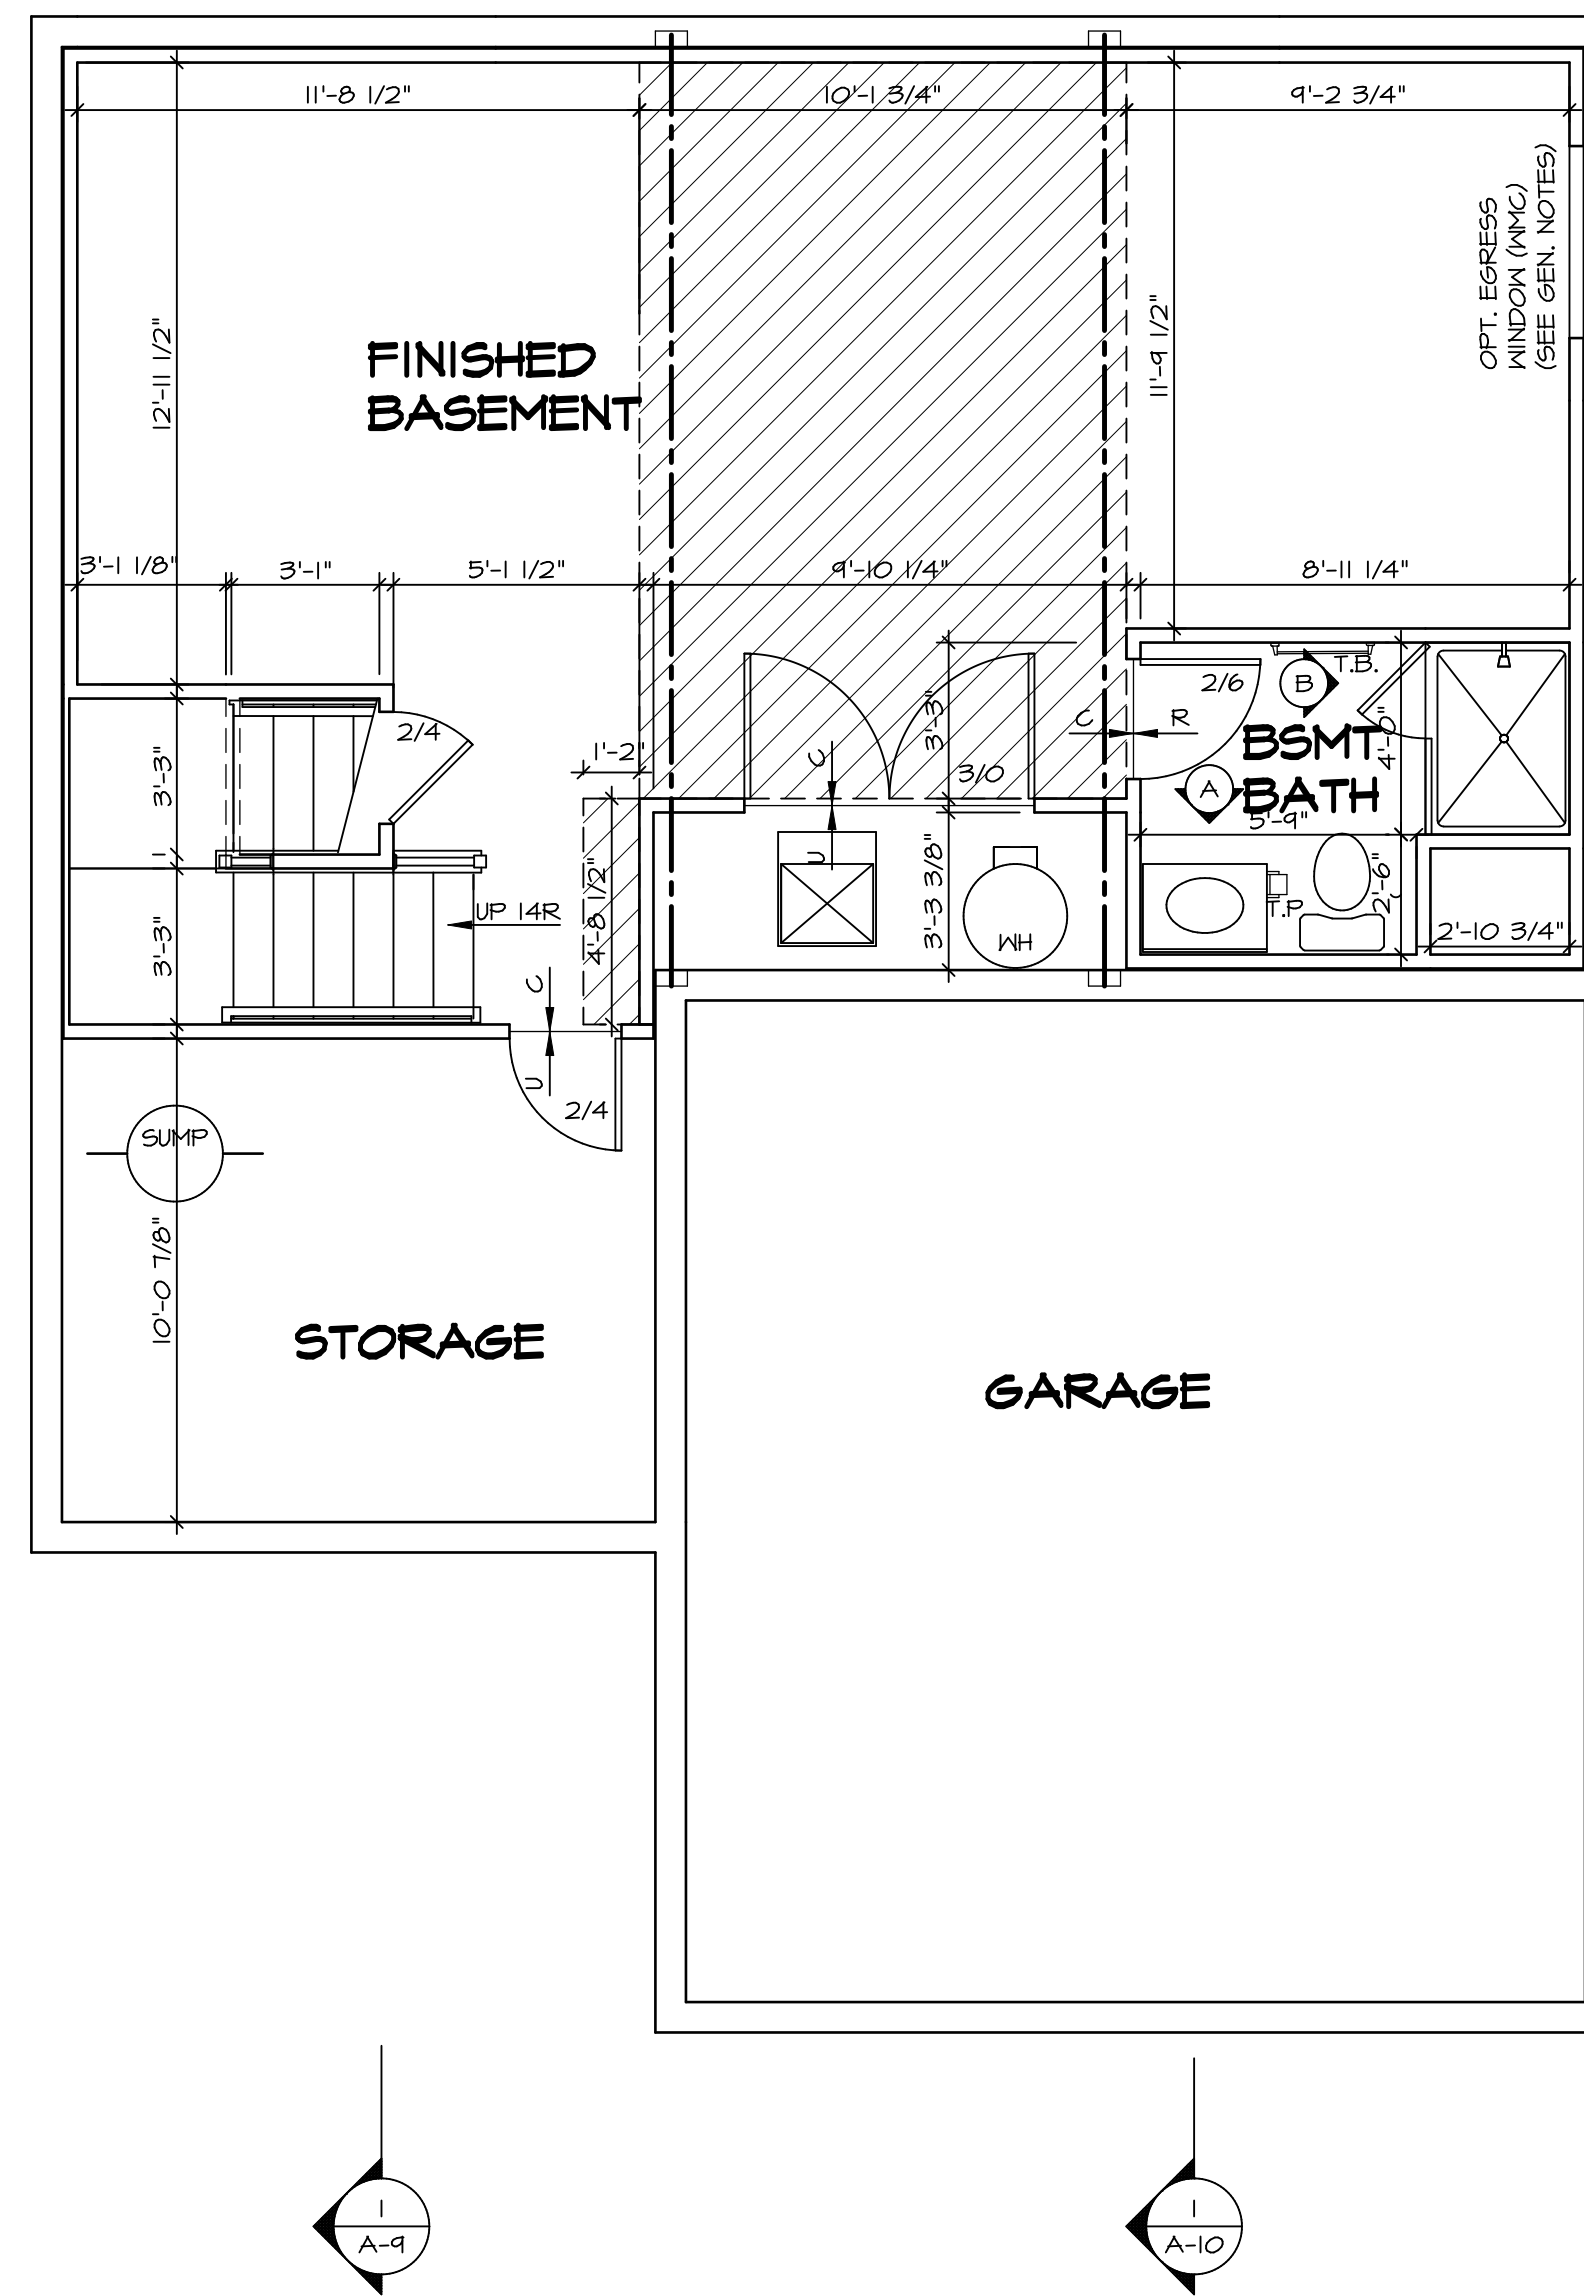 11'-8 1/2"
10'-1 3/4"
9'-2 3/4"
OPT. EGRESS
WINDOW (WMC)
(SEE GEN. NOTES)
12'-11 1/2"
11'-9 1/2"
FINISHED
BASEMENT
3'-1 1/8"
3'-1"
5'-1 1/2"
9'-10 1/4"
8'-11 1/4"
2/4
3'-3"
1'-2"
3'-3"
3/0
C
U
C
R
2/6
B
T.B.
BSMT
BATH
A
4'-0"
5'-9"
3'-3"
UP 14R
4'-8 1/2"
3'-3 3/8"
WH
T.P
2'-6"
2'-10 3/4"
C
U
2/4
SUMP
10'-0 7/8"
STORAGE
GARAGE
1
A-9
1
A-10